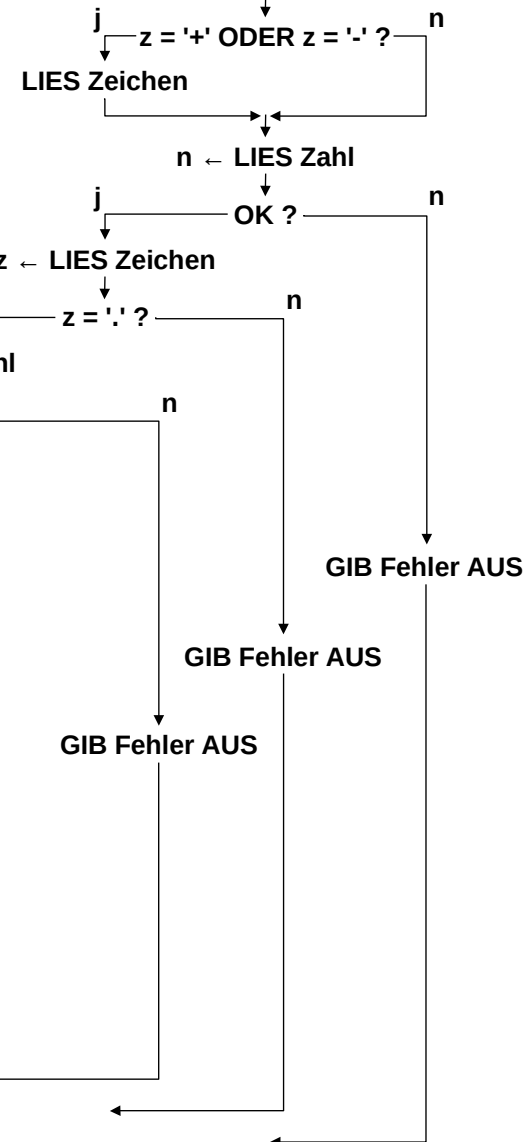 j
n
z = '+' ODER z = '-' ?
LIES Zeichen
n ← LIES Zahl
j
n
OK ?
z ← LIES Zeichen
n
z = '.' ?
n
GIB Fehler AUS
GIB Fehler AUS
GIB Fehler AUS